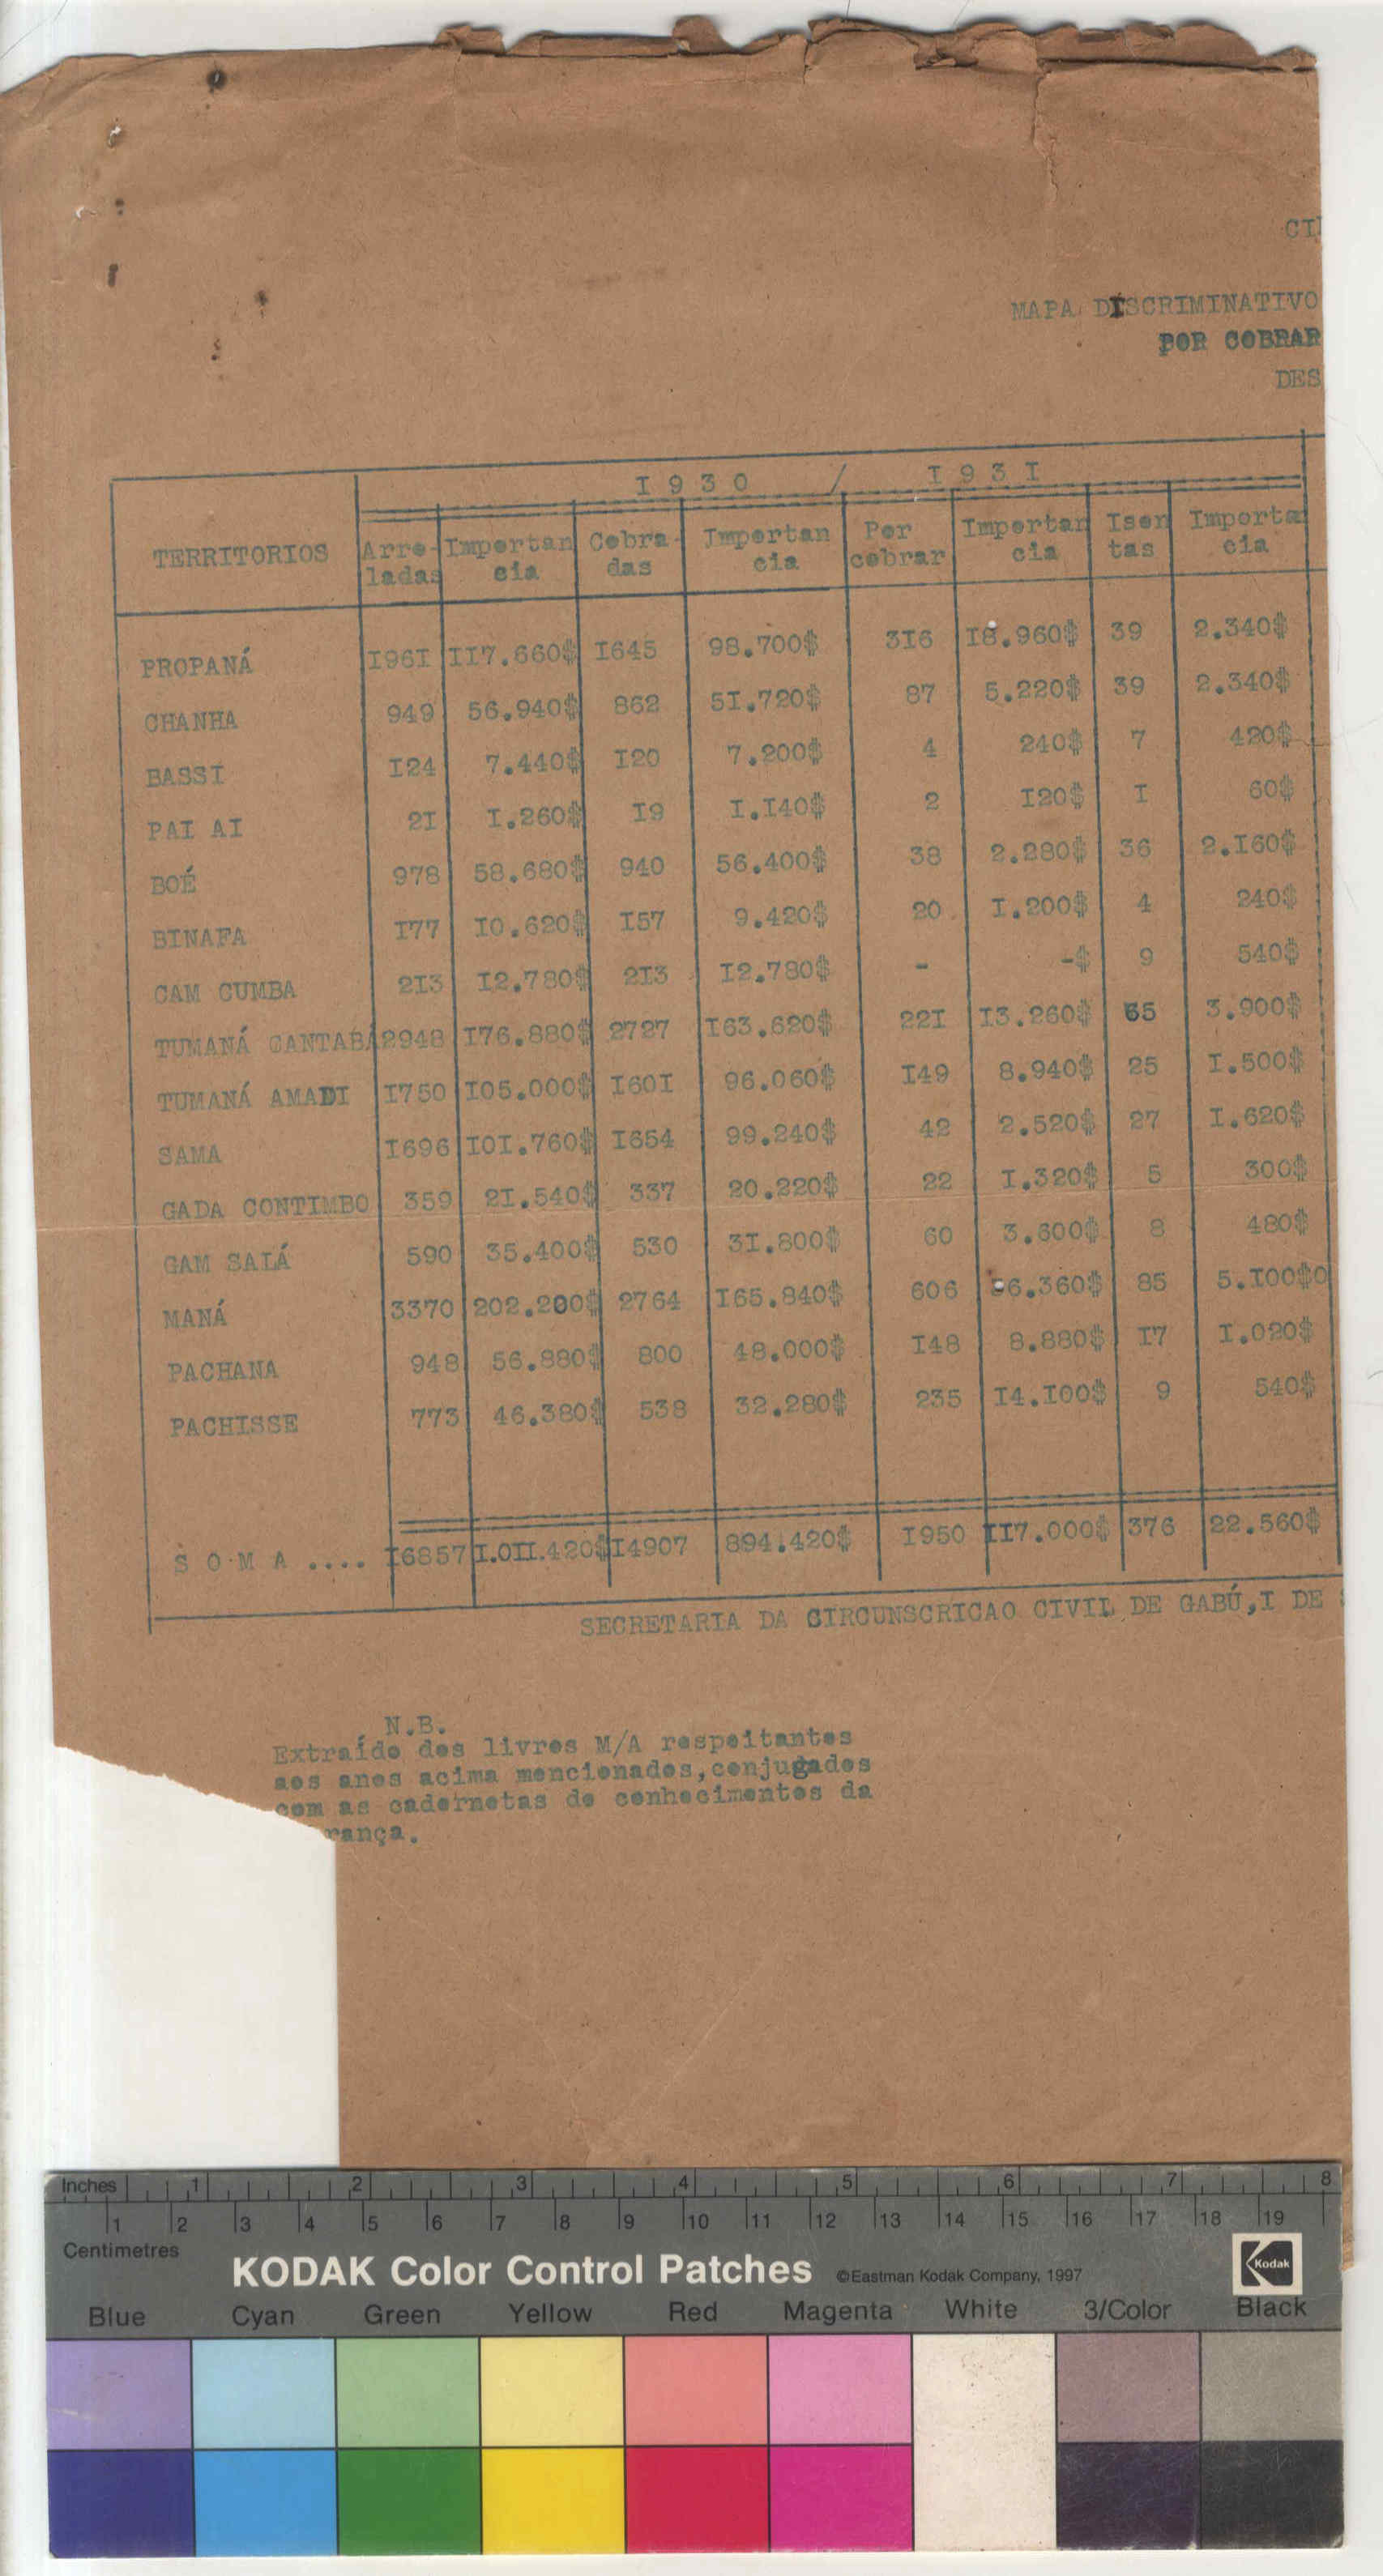 CI
MAPA DISCRIMINATIVO
POR COBRAR
DES
I 9 3 0 / I 9 3 I
TERRITORIOS Arro- Importan Cobra- Importan Por Importan Isen Importa
ladas cia das cia cobrar cia tas cia
PROPANÁ I96I II7.660$ I645 98.700$ 3I6 I8.960$ 39 2.340$
CHANHA 949 56.940$ 862 5I.720$ 87 5.220$ 39 2.340$
BASSI I24 7.440$ I20 7.200$ 4 240$ 7 420$
PAI AI 2I I.260$ I9 I.I40$ 2 I20$ I 60$
BOÉ 978 58.680$ 940 56.400$ 38 2.280$ 36 2.I60$
BINAFA I77 I0.620$ I57 9.420$ 20 I.200$ 4 240$
CAM CUMBA 2I3 I2.780$ 2I3 I2.780$ - -$ 9 540$
TUMANÁ CANTABÁ 2948 I76.880$ 2727 I63.620$ 22I I3.260$ 65 3.900$
TUMANÁ AMADI I750 I05.000$ I60I 96.060$ I49 8.940$ 25 I.500$
SAMA I696 I0I.760$ I654 99.240$ 42 2.520$ 27 I.620$
GADA CONTIMBO 359 2I.540$ 337 20.220$ 22 I.320$ 5 300$
GAM SALÁ 590 35.400$ 530 3I.800$ 60 3.600$ 8 480$
MANÁ 3370 202.200$ 2764 I65.840$ 606 36.360$ 85 5.I00$0
PACHANA 948 56.880$ 800 48.000$ I48 8.880$ I7 I.020$
PACHISSE 773 46.380$ 538 32.280$ 235 I4.I00$ 9 540$
S O M A .... I6857 I.0II.420$ I4907 894.420$ I950 II7.000$ 376 22.560$
SECRETARIA DA CIRCUNSCRICAO CIVIL DE GABÚ,I DE
N.B.
Extraído dos livros M/A respeitantes
aos anos acima mencionados,conjugados
com as cadernetas de conhecimentos da
rança.
Inches 1 2 3 4 5 6 7 8
1 2 3 4 5 6 7 8 9 10 11 12 13 14 15 16 17 18 19
Centimetres
KODAK Color Control Patches ©Eastman Kodak Company, 1997 Kodak
Blue Cyan Green Yellow Red Magenta White 3/Color Black